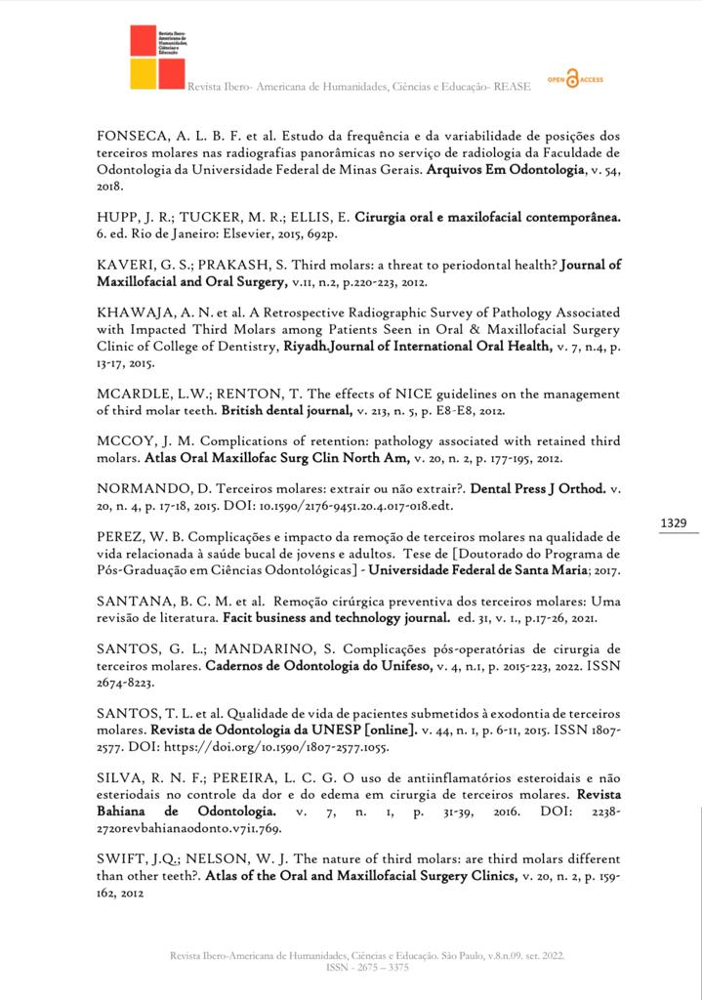 Revista Ibero-
Americana de
Humanidades,
Ciências e
Educação
Revista Ibero- Americana de Humanidades, Ciências e Educação- REASE
OPEN ACCESS
FONSECA, A. L. B. F. et al. Estudo da frequência e da variabilidade de posições dos
terceiros molares nas radiografias panorâmicas no serviço de radiologia da Faculdade de
Odontologia da Universidade Federal de Minas Gerais. Arquivos Em Odontologia, v. 54,
2018.
HUPP, J. R.; TUCKER, M. R.; ELLIS, E. Cirurgia oral e maxilofacial contemporânea.
6. ed. Rio de Janeiro: Elsevier, 2015, 692p.
KAVERI, G. S.; PRAKASH, S. Third molars: a threat to periodontal health? Journal of
Maxillofacial and Oral Surgery, v.11, n.2, p.220-223, 2012.
KHAWAJA, A. N. et al. A Retrospective Radiographic Survey of Pathology Associated
with Impacted Third Molars among Patients Seen in Oral & Maxillofacial Surgery
Clinic of College of Dentistry, Riyadh.Journal of International Oral Health, v. 7, n.4, p.
13-17, 2015.
MCARDLE, L.W.; RENTON, T. The effects of NICE guidelines on the management
of third molar teeth. British dental journal, v. 213, n. 5, p. E8-E8, 2012.
MCCOY, J. M. Complications of retention: pathology associated with retained third
molars. Atlas Oral Maxillofac Surg Clin North Am, v. 20, n. 2, p. 177-195, 2012.
NORMANDO, D. Terceiros molares: extrair ou não extrair?. Dental Press J Orthod. v.
20, n. 4, p. 17-18, 2015. DOI: 10.1590/2176-9451.20.4.017-018.edt.
1329
PEREZ, W. B. Complicações e impacto da remoção de terceiros molares na qualidade de
vida relacionada à saúde bucal de jovens e adultos. Tese de [Doutorado do Programa de
Pós-Graduação em Ciências Odontológicas] - Universidade Federal de Santa Maria; 2017.
SANTANA, B. C. M. et al. Remoção cirúrgica preventiva dos terceiros molares: Uma
revisão de literatura. Facit business and technology journal. ed. 31, v. 1., p.17-26, 2021.
SANTOS, G. L.; MANDARINO, S. Complicações pós-operatórias de cirurgia de
terceiros molares. Cadernos de Odontologia do Unifeso, v. 4, n.1, p. 2015-223, 2022. ISSN
2674-8223.
SANTOS, T. L. et al. Qualidade de vida de pacientes submetidos à exodontia de terceiros
molares. Revista de Odontologia da UNESP [online]. v. 44, n. 1, p. 6-11, 2015. ISSN 1807-
2577. DOI: https://doi.org/10.1590/1807-2577.1055.
SILVA, R. N. F.; PEREIRA, L. C. G. O uso de antiinflamatórios esteroidais e não
esteriodais no controle da dor e do edema em cirurgia de terceiros molares. Revista
Bahiana de Odontologia. v. 7, n. 1, p. 31-39, 2016. DOI: 2238-
2720revbahianaodonto.v7i1.769.
SWIFT, J.Q.; NELSON, W. J. The nature of third molars: are third molars different
than other teeth?. Atlas of the Oral and Maxillofacial Surgery Clinics, v. 20, n. 2, p. 159-
162, 2012
Revista Ibero-Americana de Humanidades, Ciências e Educação. São Paulo, v.8.n.09. set. 2022.
ISSN - 2675 – 3375